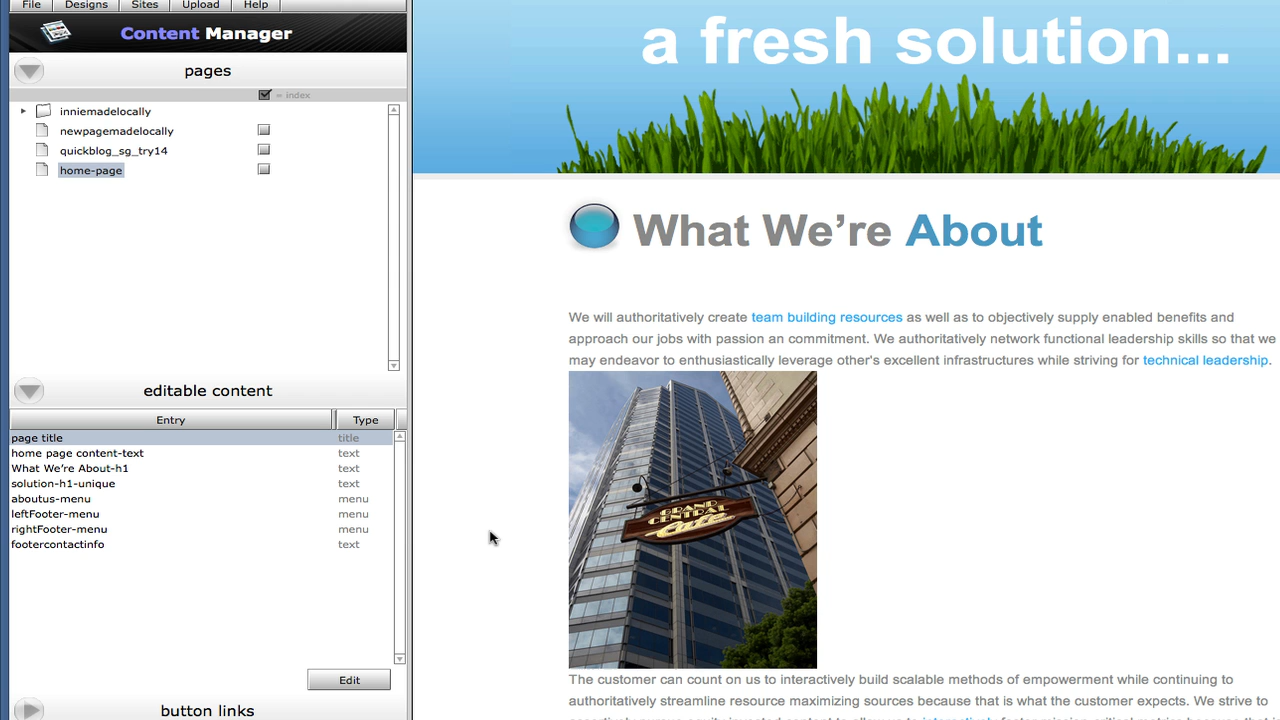 File Designs Sites Upload Help
Content Manager
pages
= index
inniemadelocally
newpagemadelocally
quickblog_sg_try14
home-page
editable content
Entry Type
page title title
home page content-text text
What We’re About-h1 text
solution-h1-unique text
aboutus-menu menu
leftFooter-menu menu
rightFooter-menu menu
footercontactinfo text
Edit
button links
a fresh solution...
What We’re About
We will authoritatively create team building resources as well as to objectively supply enabled benefits and
approach our jobs with passion an commitment. We authoritatively network functional leadership skills so that we
may endeavor to enthusiastically leverage other's excellent infrastructures while striving for technical leadership.
GRAND
CENTRAL
Cafe
The customer can count on us to interactively build scalable methods of empowerment while continuing to
authoritatively streamline resource maximizing sources because that is what the customer expects. We strive to